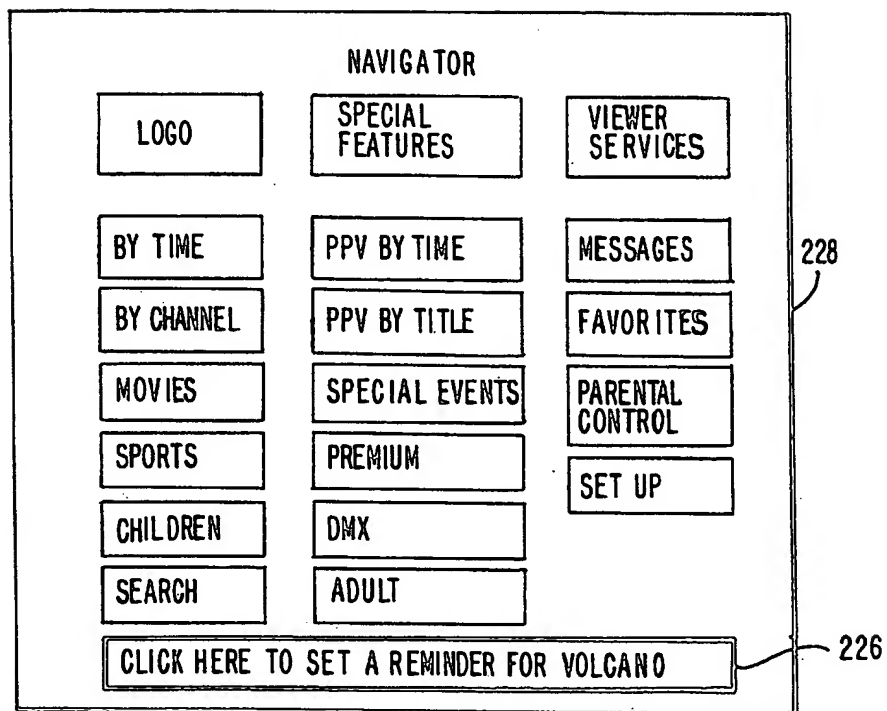 NAVIGATOR
LOGO
SPECIAL
FEATURES
VIEWER
SERVICES
BY TIME
PPV BY TIME
MESSAGES
BY CHANNEL
PPV BY TITLE
FAVORITES
MOVIES
SPECIAL EVENTS
PARENTAL
CONTROL
SPORTS
PREMIUM
SET UP
CHILDREN
DMX
SEARCH
ADULT
CLICK HERE TO SET A REMINDER FOR VOLCANO
228
226